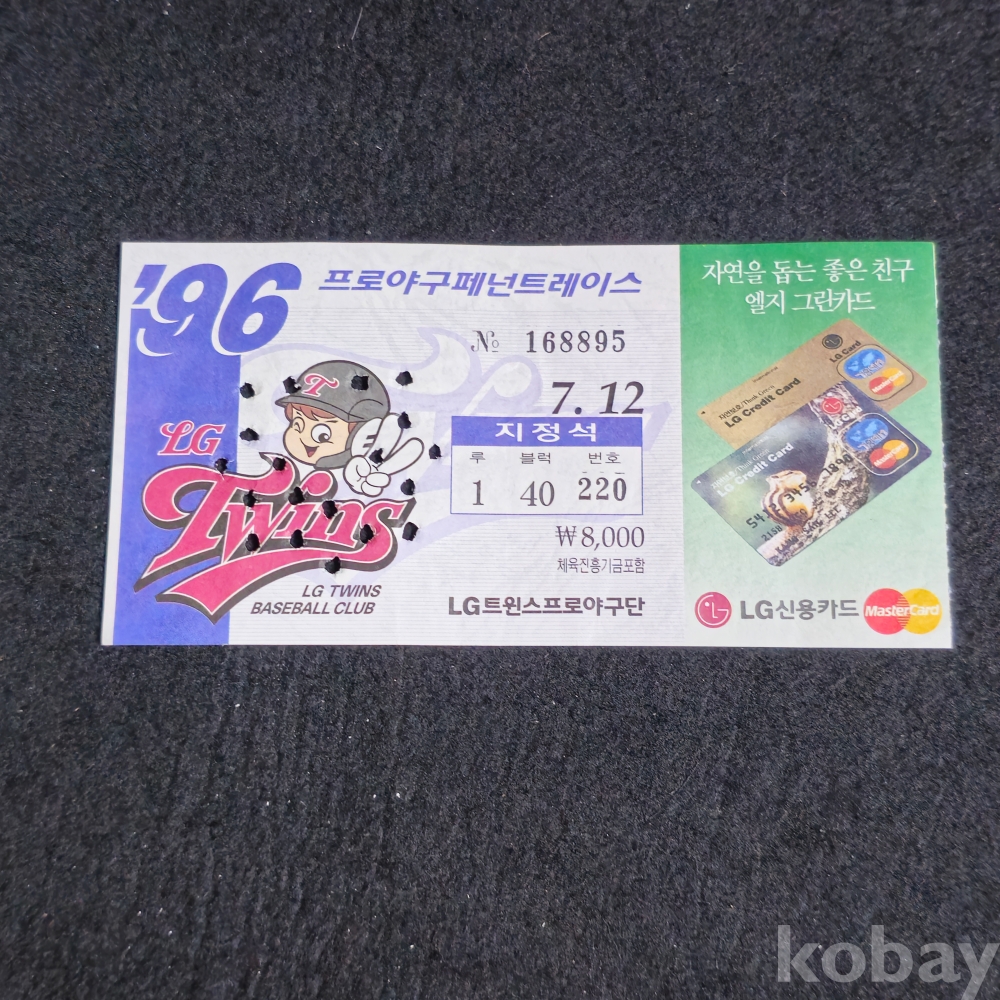 '96 프로야구페넌트레이스
№ 168895
7. 12
지정석
루 블럭 번호
1 40 220
₩8,000
체육진흥기금포함
LG트윈스프로야구단
T
LG
Twins
LG TWINS
BASEBALL CLUB
자연을 돕는 좋은 친구
엘지 그린카드
LG Card
LG Credit Card
MasterCard
LG Credit Card
MasterCard
LG신용카드 MasterCard
kobay